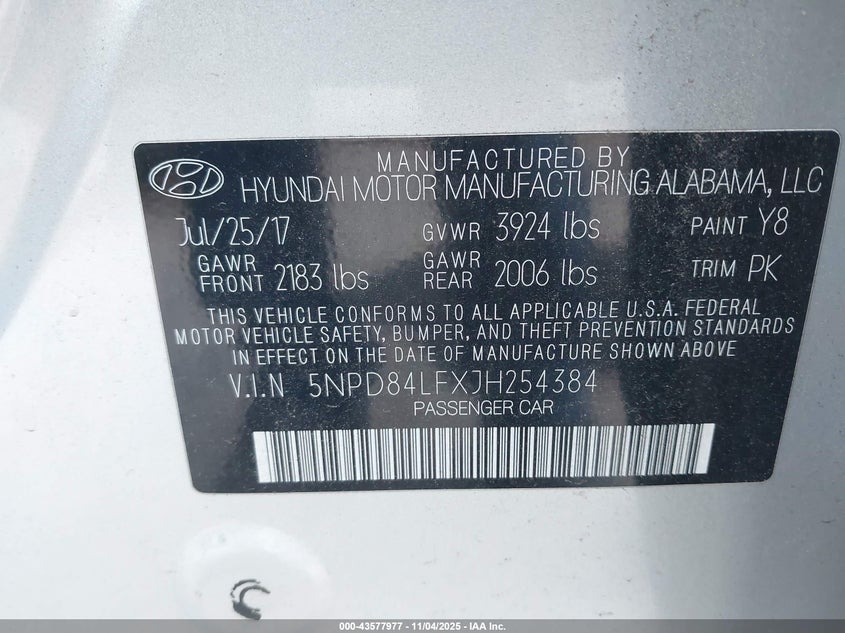 MANUFACTURED BY
HYUNDAI MOTOR MANUFACTURING ALABAMA, LLC
Jul/25/17 GVWR 3924 lbs PAINT Y8
GAWR FRONT 2183 lbs GAWR REAR 2006 lbs TRIM PK
THIS VEHICLE CONFORMS TO ALL APPLICABLE U.S.A. FEDERAL
MOTOR VEHICLE SAFETY, BUMPER, AND THEFT PREVENTION STANDARDS
IN EFFECT ON THE DATE OF MANUFACTURE SHOWN ABOVE
V.I.N 5NPD84LFXJH254384
PASSENGER CAR
000-43577977 - 11/04/2025 - IAA Inc.